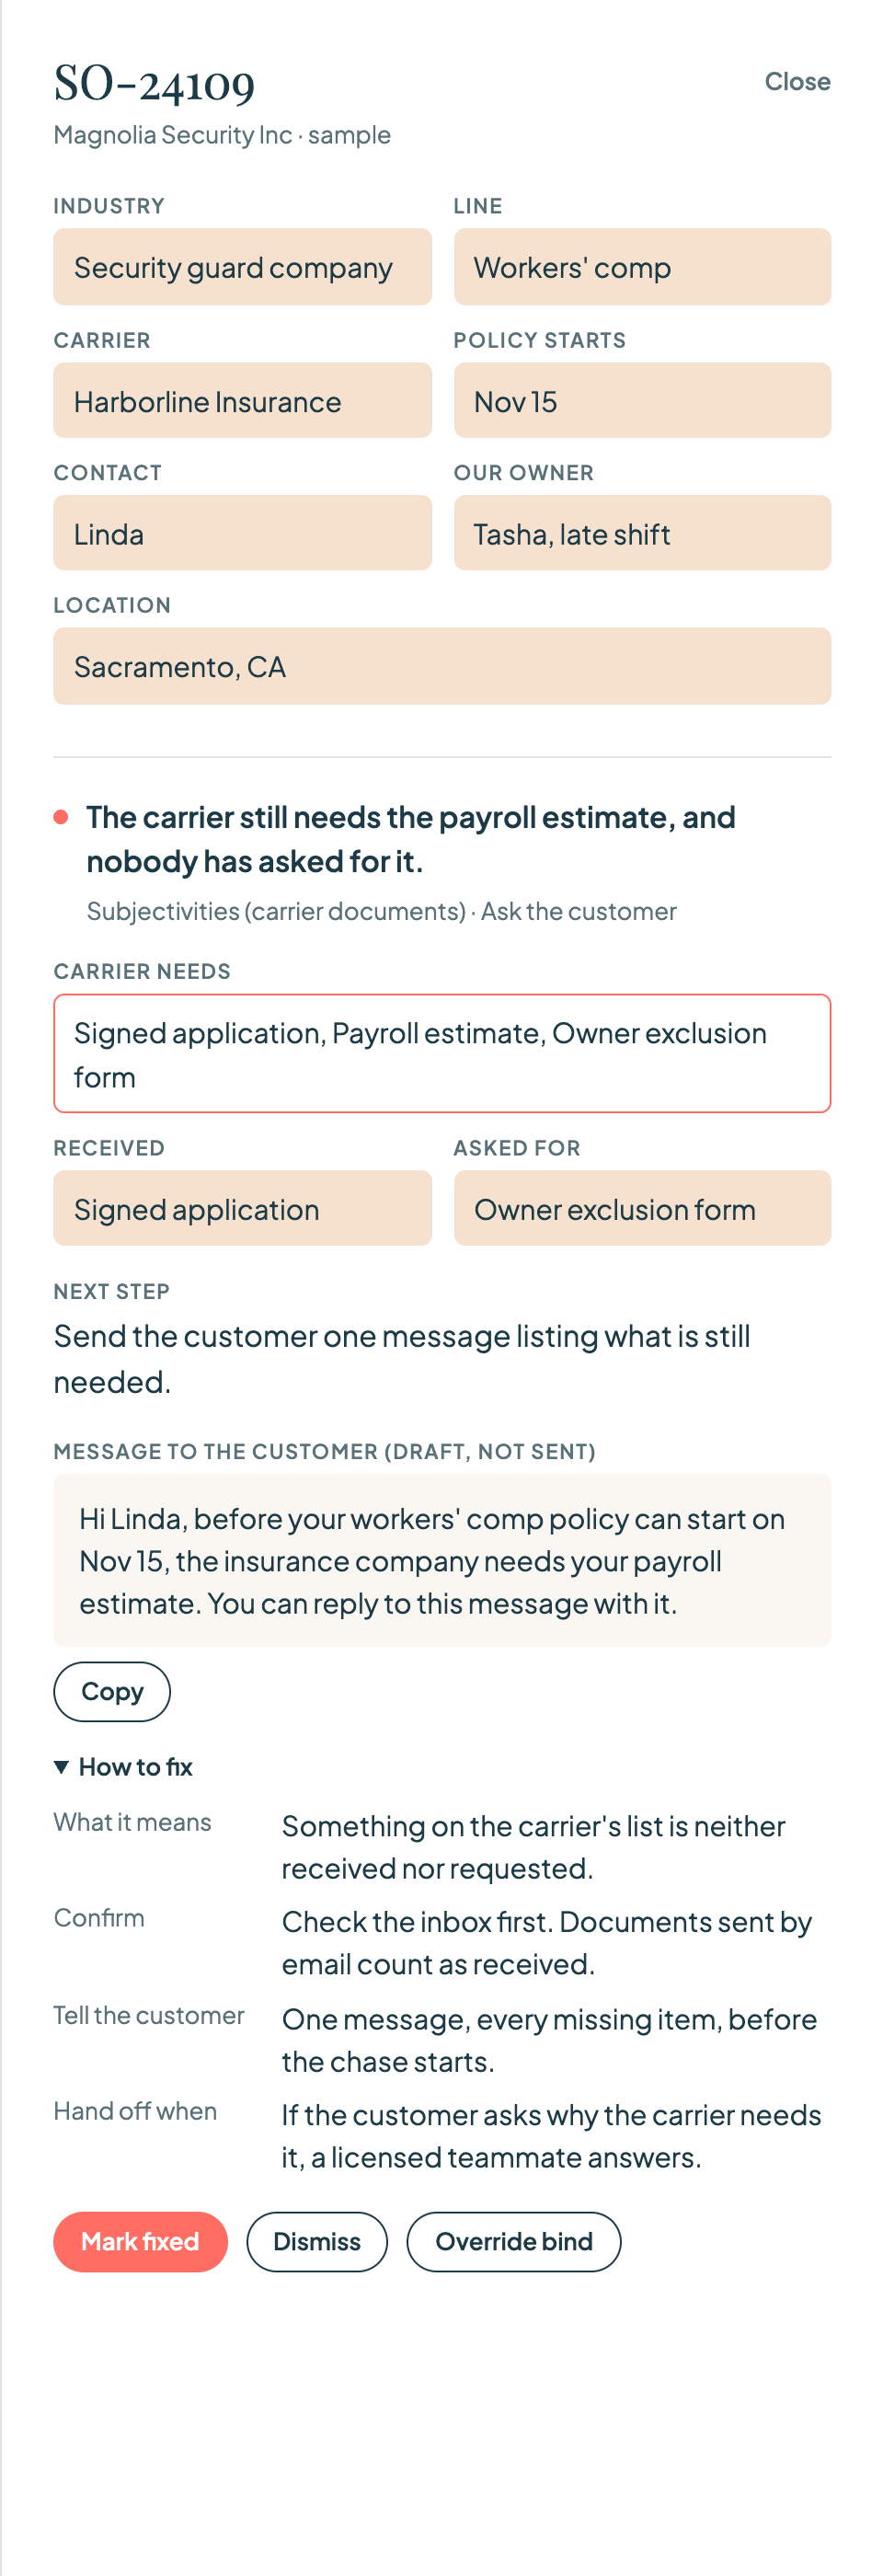 SO-24109
Close
Magnolia Security Inc · sample
INDUSTRY
LINE
Security guard company
Workers' comp
CARRIER
POLICY STARTS
Harborline Insurance
Nov 15
CONTACT
OUR OWNER
Linda
Tasha, late shift
LOCATION
Sacramento, CA
The carrier still needs the payroll estimate, and
nobody has asked for it.
Subjectivities (carrier documents) · Ask the customer
CARRIER NEEDS
Signed application, Payroll estimate, Owner exclusion
form
RECEIVED
ASKED FOR
Signed application
Owner exclusion form
NEXT STEP
Send the customer one message listing what is still
needed.
MESSAGE TO THE CUSTOMER (DRAFT, NOT SENT)
Hi Linda, before your workers' comp policy can start on
Nov 15, the insurance company needs your payroll
estimate. You can reply to this message with it.
Copy
▼ How to fix
What it means
Something on the carrier's list is neither
received nor requested.
Confirm
Check the inbox first. Documents sent by
email count as received.
Tell the customer
One message, every missing item, before
the chase starts.
Hand off when
If the customer asks why the carrier needs
it, a licensed teammate answers.
Mark fixed
Dismiss
Override bind